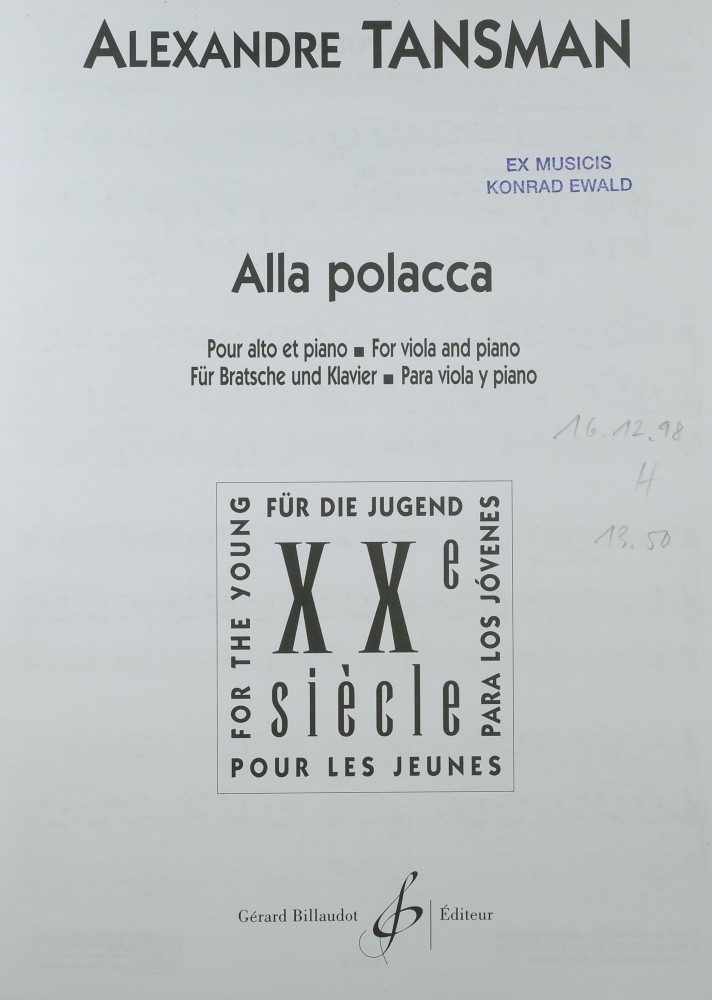 ALEXANDRE TANSMAN
EX MUSICIS
KONRAD EWALD
Alla polacca
Pour alto et piano ■ For viola and piano
Für Bratsche und Klavier ■ Para viola y piano
16.12.98
H
13.50
FÜR DIE JUGEND
FOR THE YOUNG
XXe
siècle
PARA LOS JÓVENES
POUR LES JEUNES
Gérard Billaudot Éditeur